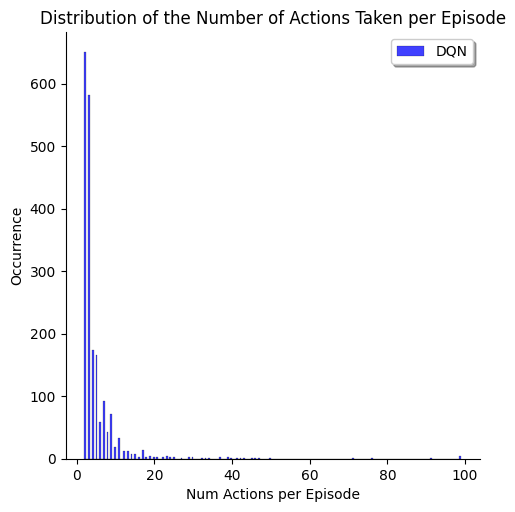 Distribution of the Number of Actions Taken per Episode
DQN
600
500
400
300
200
100
0
Occurrence
0 20 40 60 80 100
Num Actions per Episode